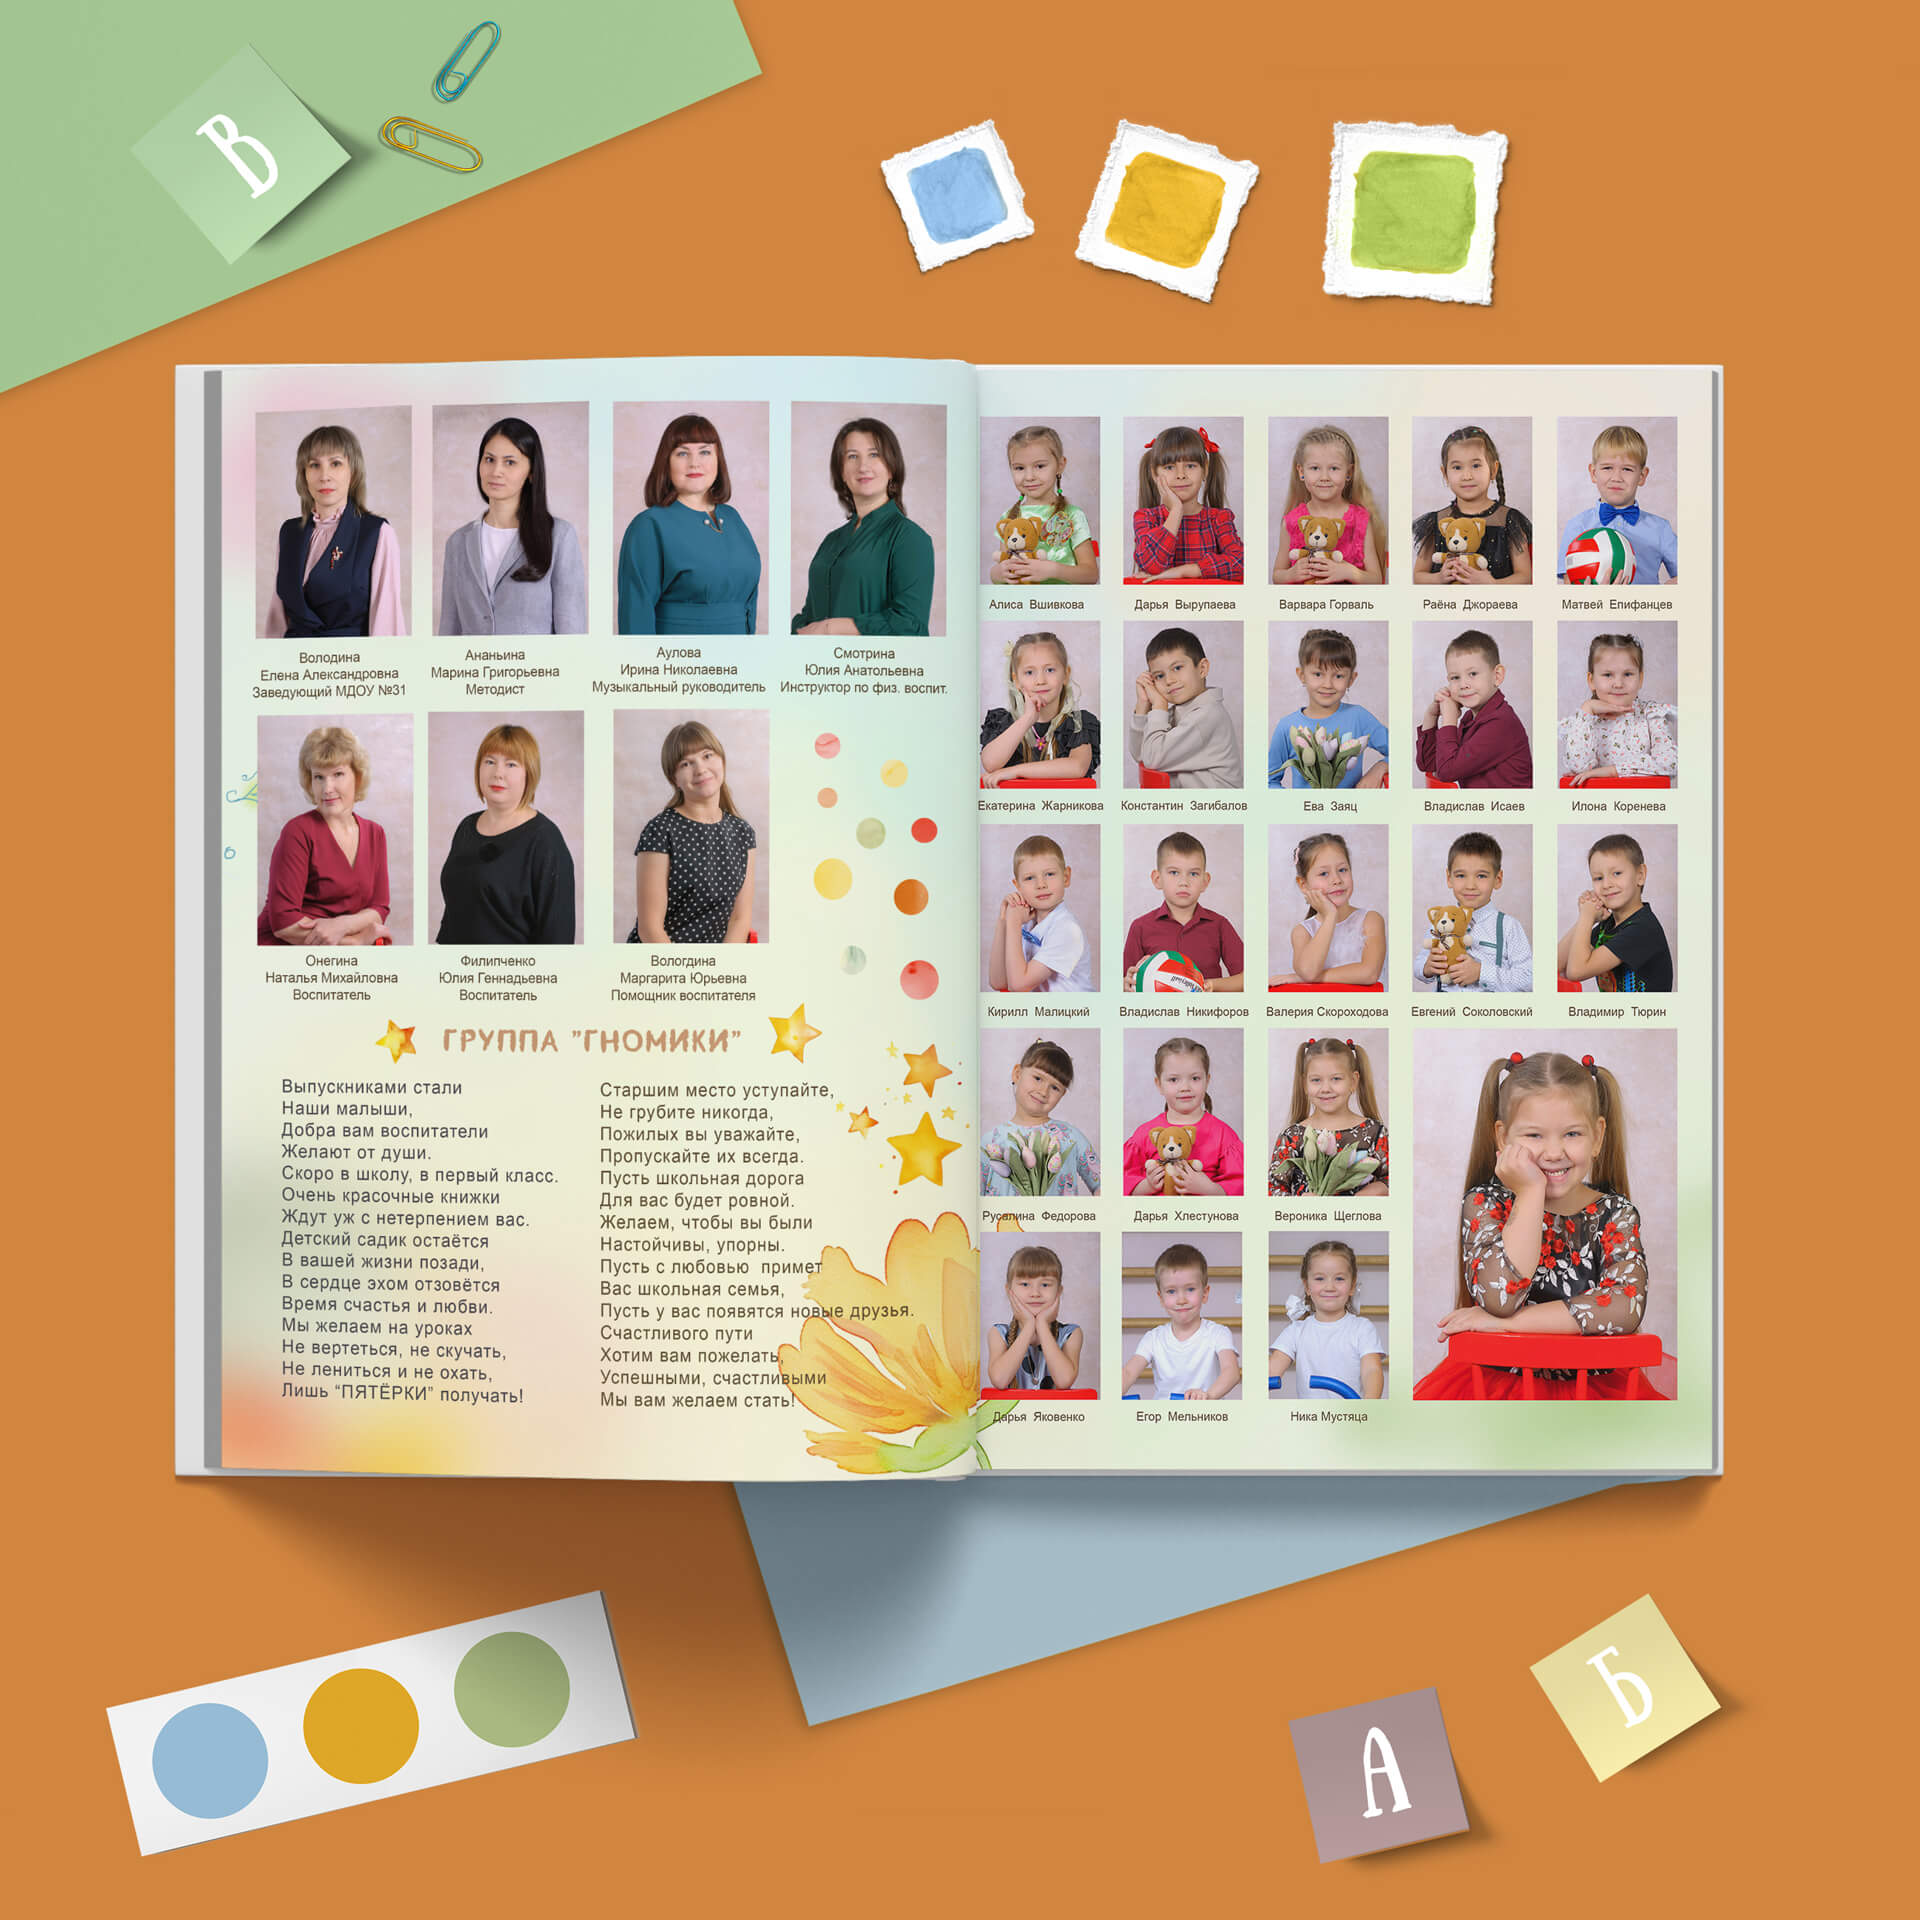 В
Володина
Елена Александровна
Заведующий МДОУ №31
Ананьина
Марина Григорьевна
Методист
Аулова
Ирина Николаевна
Музыкальный руководитель
Смотрина
Юлия Анатольевна
Инструктор по физ. воспит.
Онегина
Наталья Михайловна
Воспитатель
Филипченко
Юлия Геннадьевна
Воспитатель
Вологдина
Маргарита Юрьевна
Помощник воспитателя
ГРУППА "ГНОМИКИ"
Выпускниками стали
Наши малыши,
Добра вам воспитатели
Желают от души.
Скоро в школу, в первый класс.
Очень красочные книжки
Ждут уж с нетерпением вас.
Детский садик остаётся
В вашей жизни позади,
В сердце эхом отзовётся
Время счастья и любви.
Мы желаем на уроках
Не вертеться, не скучать,
Не лениться и не охать,
Лишь "ПЯТЁРКИ" получать!
Старшим место уступайте,
Не грубите никогда,
Пожилых вы уважайте,
Пропускайте их всегда.
Пусть школьная дорога
Для вас будет ровной.
Желаем, чтобы вы были
Настойчивы, упорны.
Пусть с любовью примет
Вас школьная семья,
Пусть у вас появятся новые друзья.
Счастливого пути
Хотим вам пожелать,
Успешными, счастливыми
Мы вам желаем стать!
Алиса Вшивкова
Дарья Вырупаева
Варвара Горваль
Раёна Джораева
Матвей Епифанцев
Екатерина Жарникова
Константин Загибалов
Ева Заяц
Владислав Исаев
Илона Коренева
Кирилл Малицкий
Владислав Никифоров
Валерия Скороходова
Евгений Соколовский
Владимир Тюрин
Русалина Федорова
Дарья Хлестунова
Вероника Щеглова
Дарья Яковенко
Егор Мельников
Ника Мустяца
А
Б